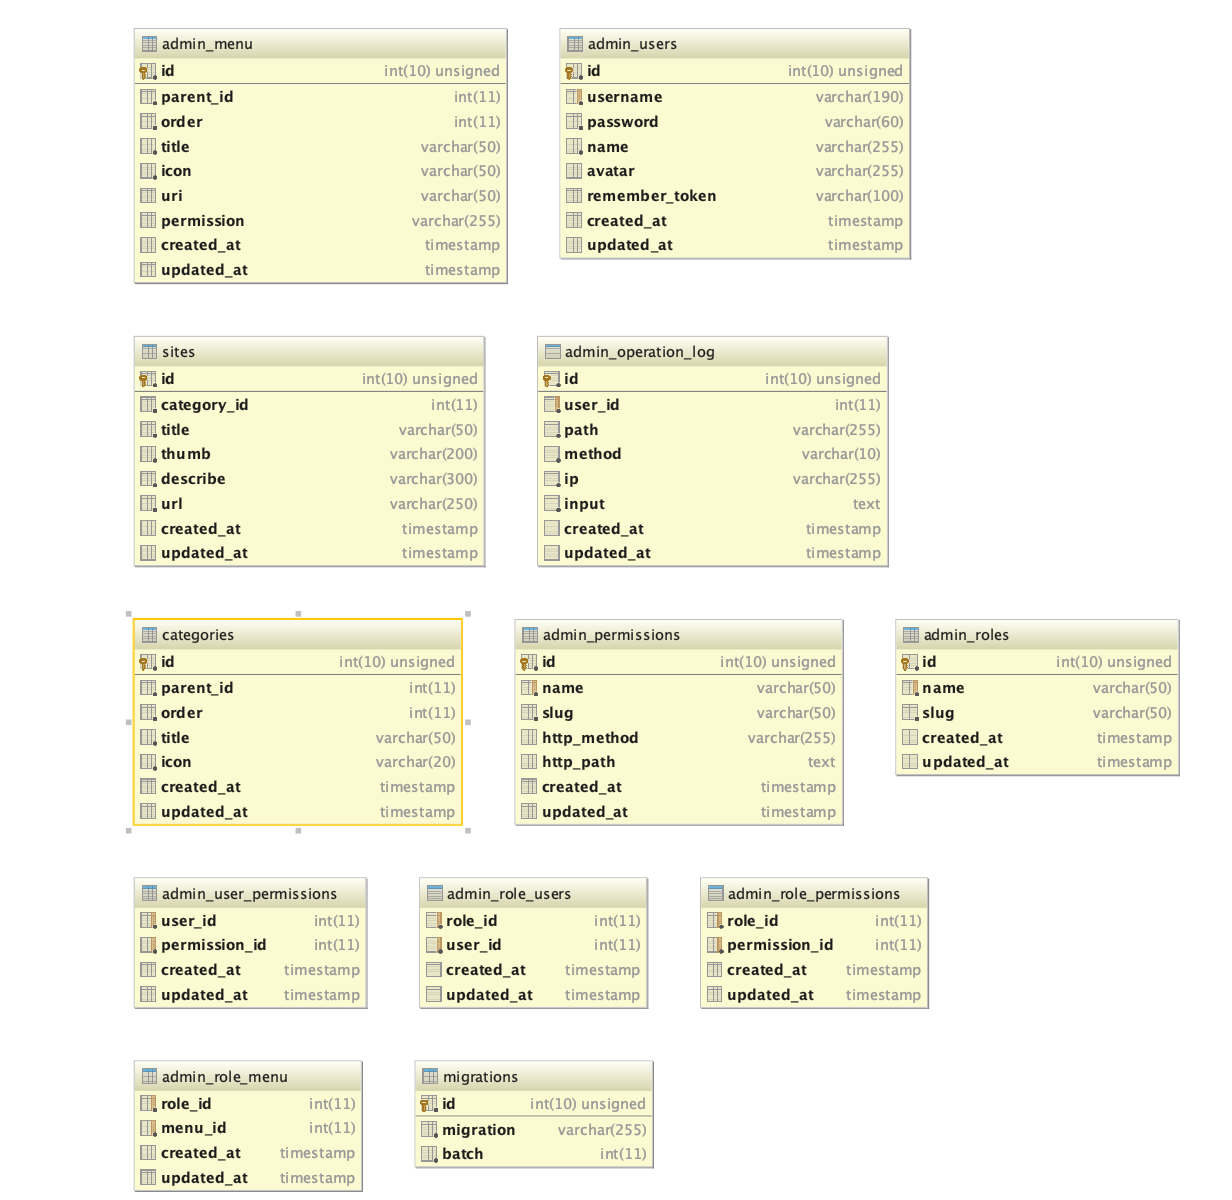 admin_menu
id int(10) unsigned
parent_id int(11)
order int(11)
title varchar(50)
icon varchar(50)
uri varchar(50)
permission varchar(255)
created_at timestamp
updated_at timestamp
admin_users
id int(10) unsigned
username varchar(190)
password varchar(60)
name varchar(255)
avatar varchar(255)
remember_token varchar(100)
created_at timestamp
updated_at timestamp
sites
id int(10) unsigned
category_id int(11)
title varchar(50)
thumb varchar(200)
describe varchar(300)
url varchar(250)
created_at timestamp
updated_at timestamp
admin_operation_log
id int(10) unsigned
user_id int(11)
path varchar(255)
method varchar(10)
ip varchar(255)
input text
created_at timestamp
updated_at timestamp
categories
id int(10) unsigned
parent_id int(11)
order int(11)
title varchar(50)
icon varchar(20)
created_at timestamp
updated_at timestamp
admin_permissions
id int(10) unsigned
name varchar(50)
slug varchar(50)
http_method varchar(255)
http_path text
created_at timestamp
updated_at timestamp
admin_roles
id int(10) unsigned
name varchar(50)
slug varchar(50)
created_at timestamp
updated_at timestamp
admin_user_permissions
user_id int(11)
permission_id int(11)
created_at timestamp
updated_at timestamp
admin_role_users
role_id int(11)
user_id int(11)
created_at timestamp
updated_at timestamp
admin_role_permissions
role_id int(11)
permission_id int(11)
created_at timestamp
updated_at timestamp
admin_role_menu
role_id int(11)
menu_id int(11)
created_at timestamp
updated_at timestamp
migrations
id int(10) unsigned
migration varchar(255)
batch int(11)